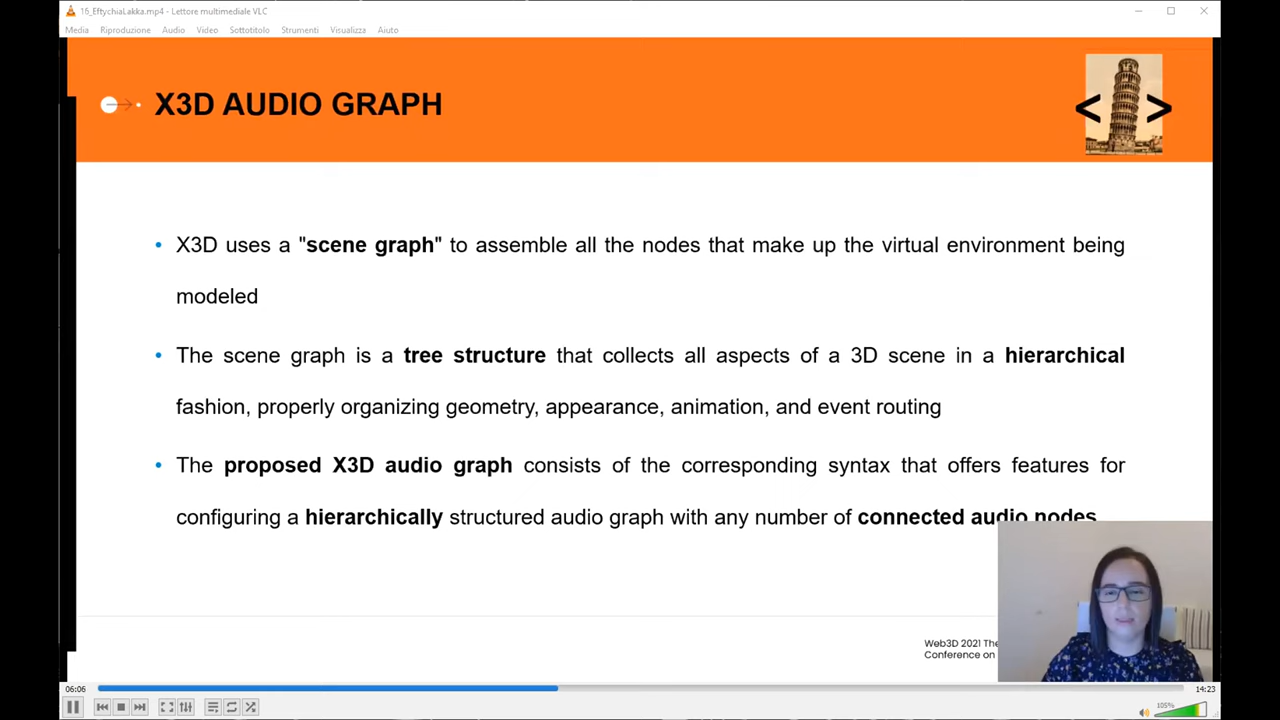 16_EftychiaLakka.mp4 - Lettore multimediale VLC
Media Riproduzione Audio Video Sottotitolo Strumenti Visualizza Aiuto
X3D AUDIO GRAPH
< >
• X3D uses a "scene graph" to assemble all the nodes that make up the virtual environment being
modeled
• The scene graph is a tree structure that collects all aspects of a 3D scene in a hierarchical
fashion, properly organizing geometry, appearance, animation, and event routing
• The proposed X3D audio graph consists of the corresponding syntax that offers features for
configuring a hierarchically structured audio graph with any number of connected audio nodes
Web3D 2021 The
Conference on
06:06 14:23
105%